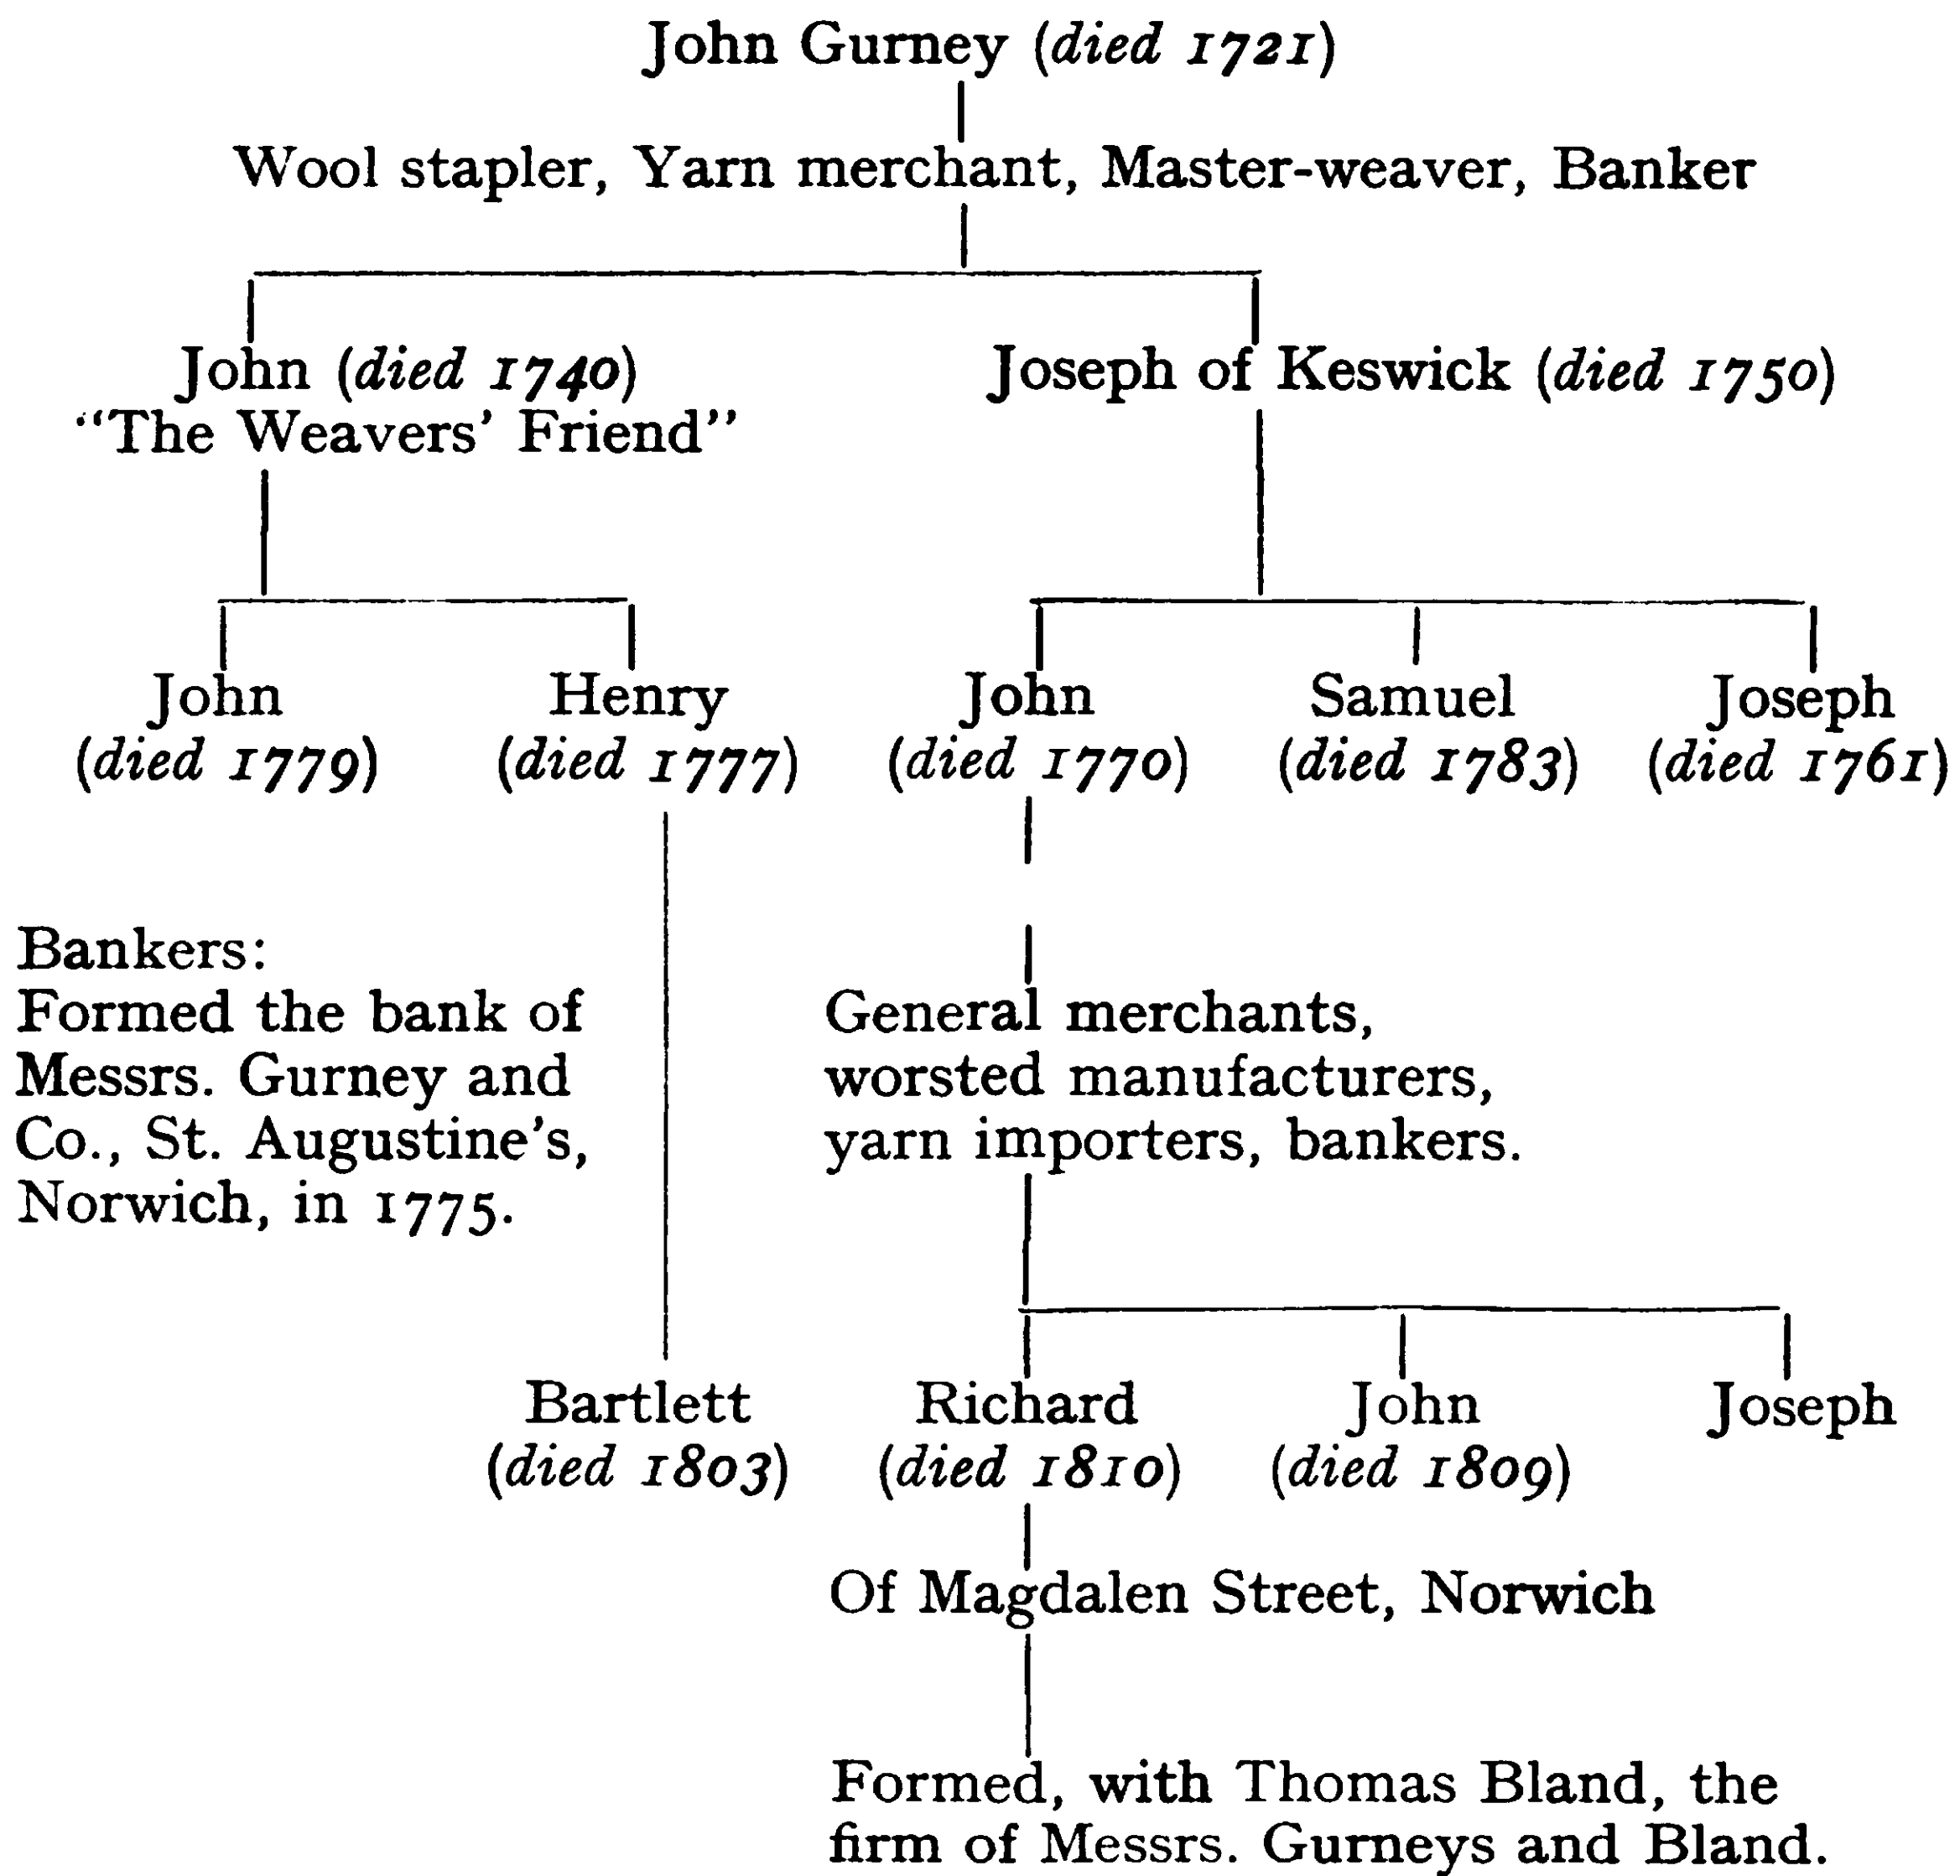 John Gurney (died 1721)
Wool stapler, Yarn merchant, Master-weaver, Banker
John (died 1740)
"The Weavers' Friend"
Joseph of Keswick (died 1750)
John
(died 1779)
Henry
(died 1777)
John
(died 1770)
Samuel
(died 1783)
Joseph
(died 1761)
Bankers:
Formed the bank of
Messrs. Gurney and
Co., St. Augustine's,
Norwich, in 1775.
General merchants,
worsted manufacturers,
yarn importers, bankers.
Bartlett
(died 1803)
Richard
(died 1810)
John
(died 1809)
Joseph
Of Magdalen Street, Norwich
Formed, with Thomas Bland, the
firm of Messrs. Gurneys and Bland.